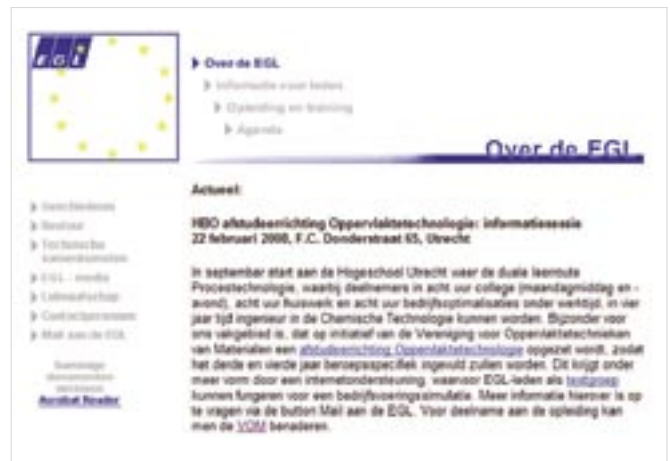 EGL
Over de EGL
Informatie voor leden
Opleiding en training
Agenda
Over de EGL
Geschiedenis
Bestuur
Technische
EGL - media
Lidmaatschap
Contactpersonen
Mail aan de EGL
Acrobat Reader
Actueel:
HBO afstudeerrichting Oppervlaktetechnologie: informatiesessie
22 februari 2008, F.C. Donderstraat 65, Utrecht
In september start aan de Hogeschool Utrecht weer de duale leerroute
Procestechnologie, waarbij deelnemers in acht uur college (maandagmiddag en -
avond), acht uur huiswerk en acht uur bedrijfsoptimalisaties onder werktijd, in vier
jaar tijd ingenieur in de Chemische Technologie kunnen worden. Bijzonder voor
ons vakgebied is, dat op initiatief van de Vereniging voor Oppervlaktetechnieken
van Materialen een afstudeerrichting Oppervlaktetechnologie opgezet wordt, zodat
het derde en vierde jaar beroepsspecifiek ingevuld zullen worden. Dit krijgt onder
meer vorm door een internetondersteuning, waarvoor EGL-leden als testgroep
kunnen fungeren voor een bedrijfsvoeringssimulatie. Meer informatie hierover is op
te vragen via de button Mail aan de EGL. Voor deelname aan de opleiding kan
men de VOM benaderen.